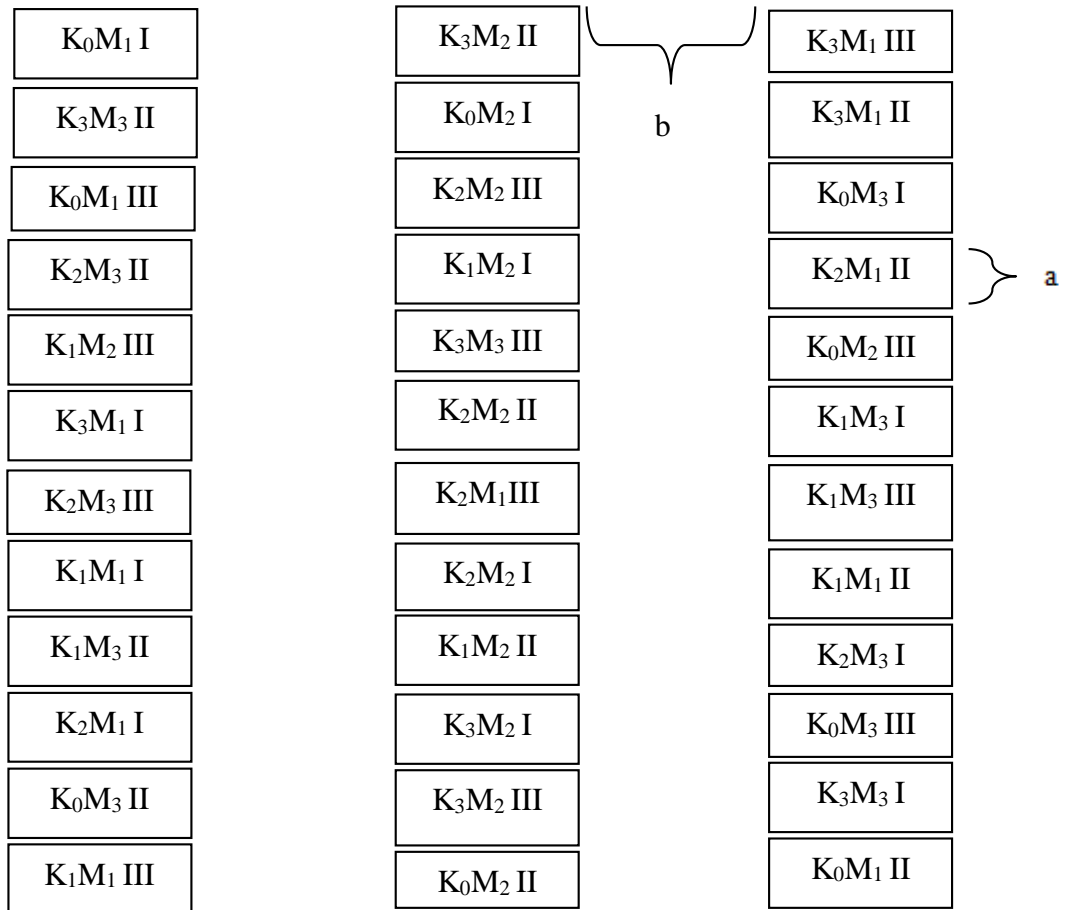 K₀M₁ I
K₃M₃ II
K₀M₁ III
K₂M₃ II
K₁M₂ III
K₃M₁ I
K₂M₃ III
K₁M₁ I
K₁M₃ II
K₂M₁ I
K₀M₃ II
K₁M₁ III
K₃M₂ II
K₀M₂ I
K₂M₂ III
K₁M₂ I
K₃M₃ III
K₂M₂ II
K₂M₁III
K₂M₂ I
K₁M₂ II
K₃M₂ I
K₃M₂ III
K₀M₂ II
b
K₃M₁ III
K₃M₁ II
K₀M₃ I
K₂M₁ II
K₀M₂ III
K₁M₃ I
K₁M₃ III
K₁M₁ II
K₂M₃ I
K₀M₃ III
K₃M₃ I
K₀M₁ II
a